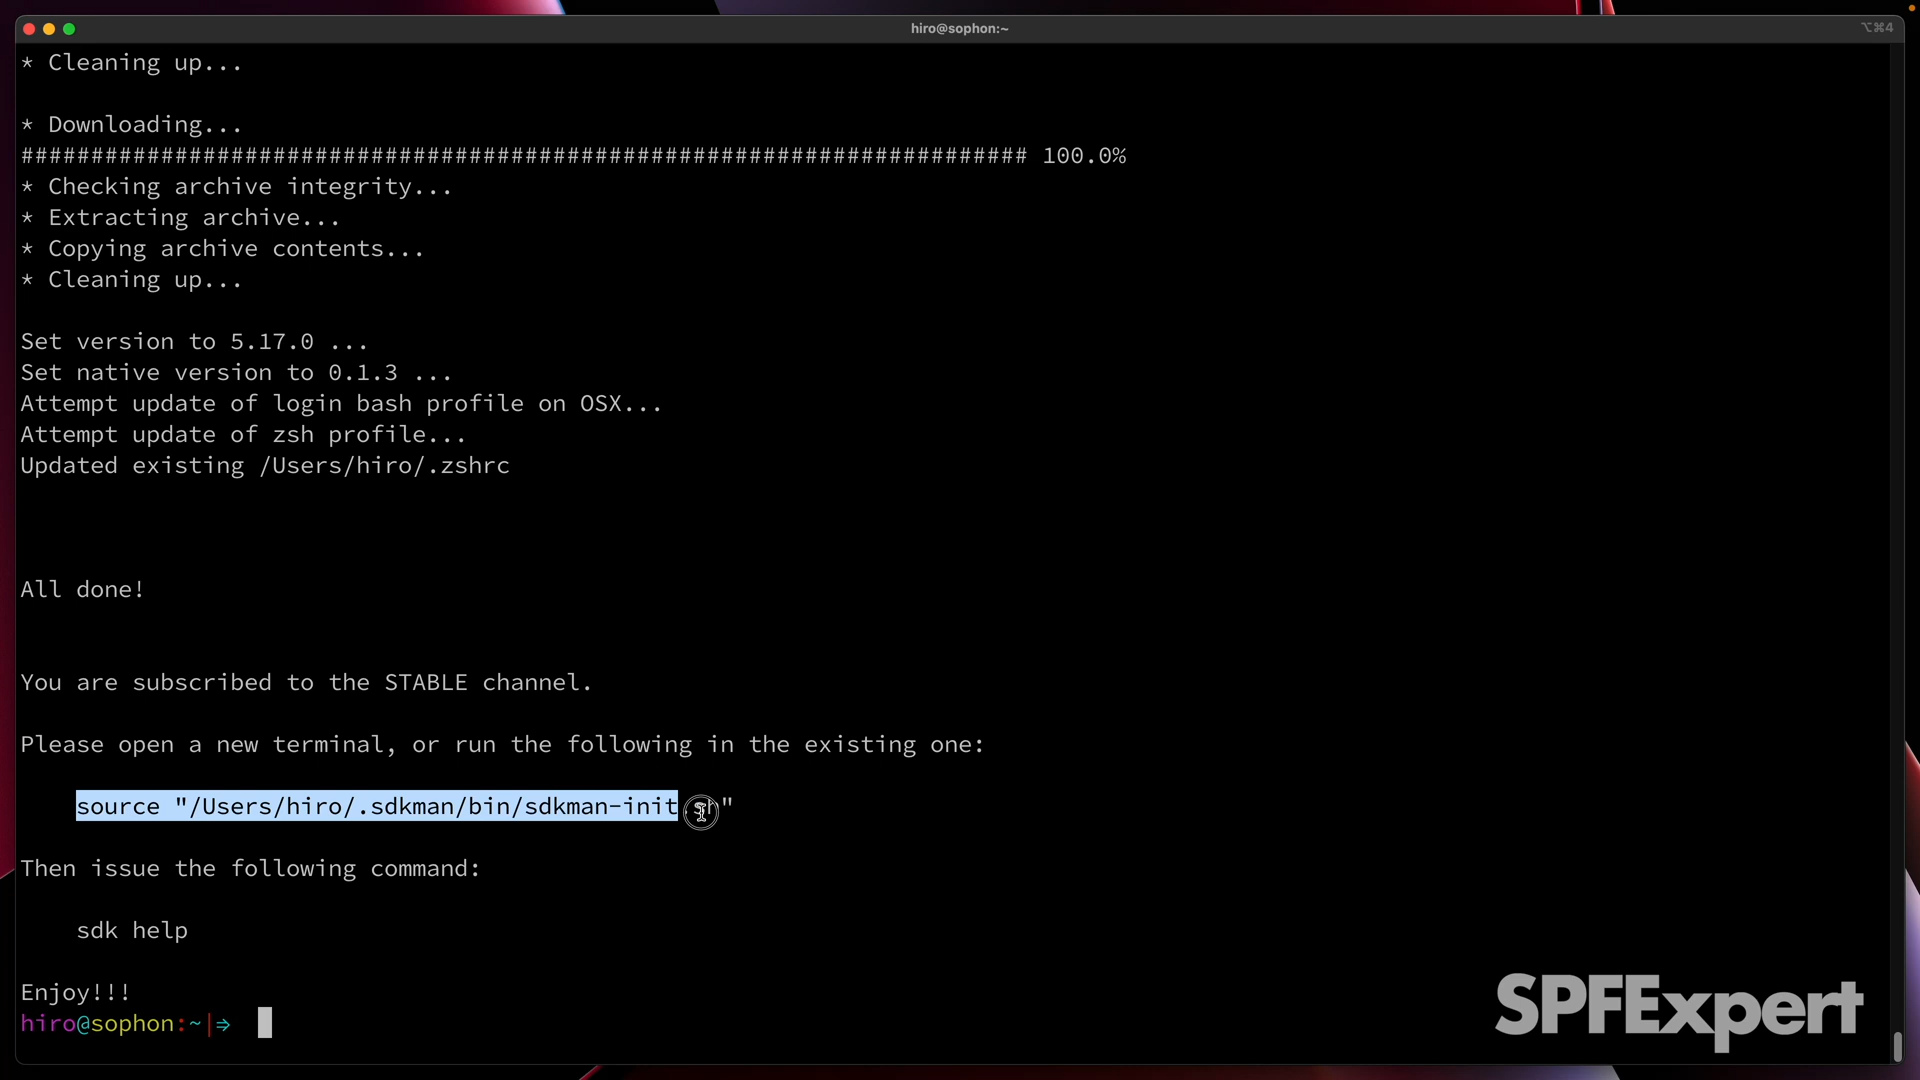 hiro@sophon:~
⌥⌘4
* Cleaning up...
* Downloading...
######################################################################## 100.0%
* Checking archive integrity...
* Extracting archive...
* Copying archive contents...
* Cleaning up...
Set version to 5.17.0 ...
Set native version to 0.1.3 ...
Attempt update of login bash profile on OSX...
Attempt update of zsh profile...
Updated existing /Users/hiro/.zshrc
All done!
You are subscribed to the STABLE channel.
Please open a new terminal, or run the following in the existing one:
source "/Users/hiro/.sdkman/bin/sdkman-init.sh"
Then issue the following command:
sdk help
Enjoy!!!
hiro@sophon:~|⇒
SPFExpert